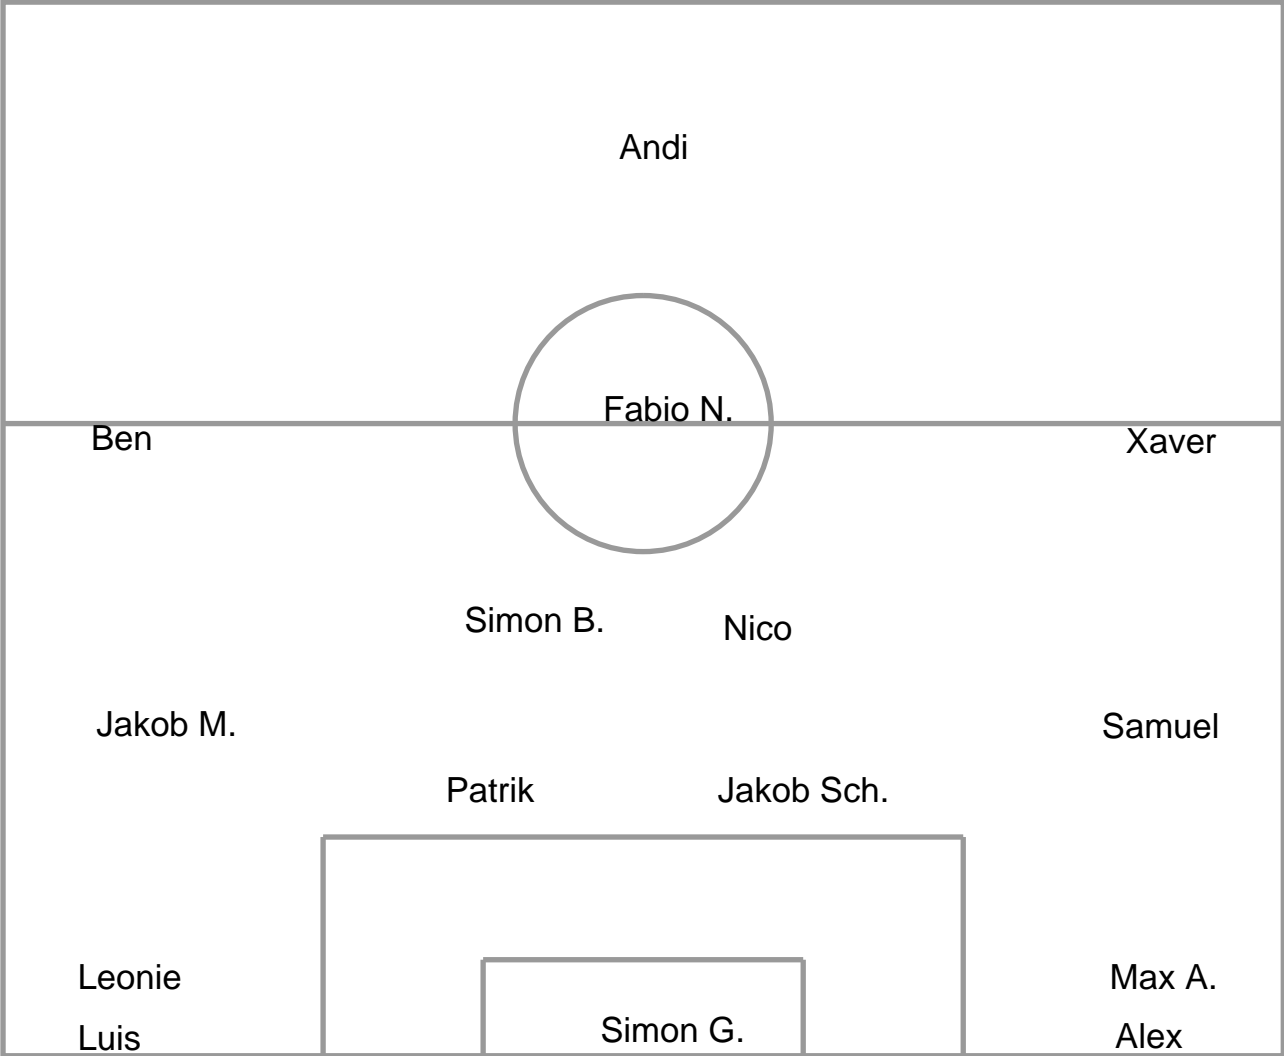 Andi
Fabio N.
Ben
Xaver
Simon B.
Nico
Jakob M.
Samuel
Patrik
Jakob Sch.
Leonie
Max A.
Luis
Simon G.
Alex